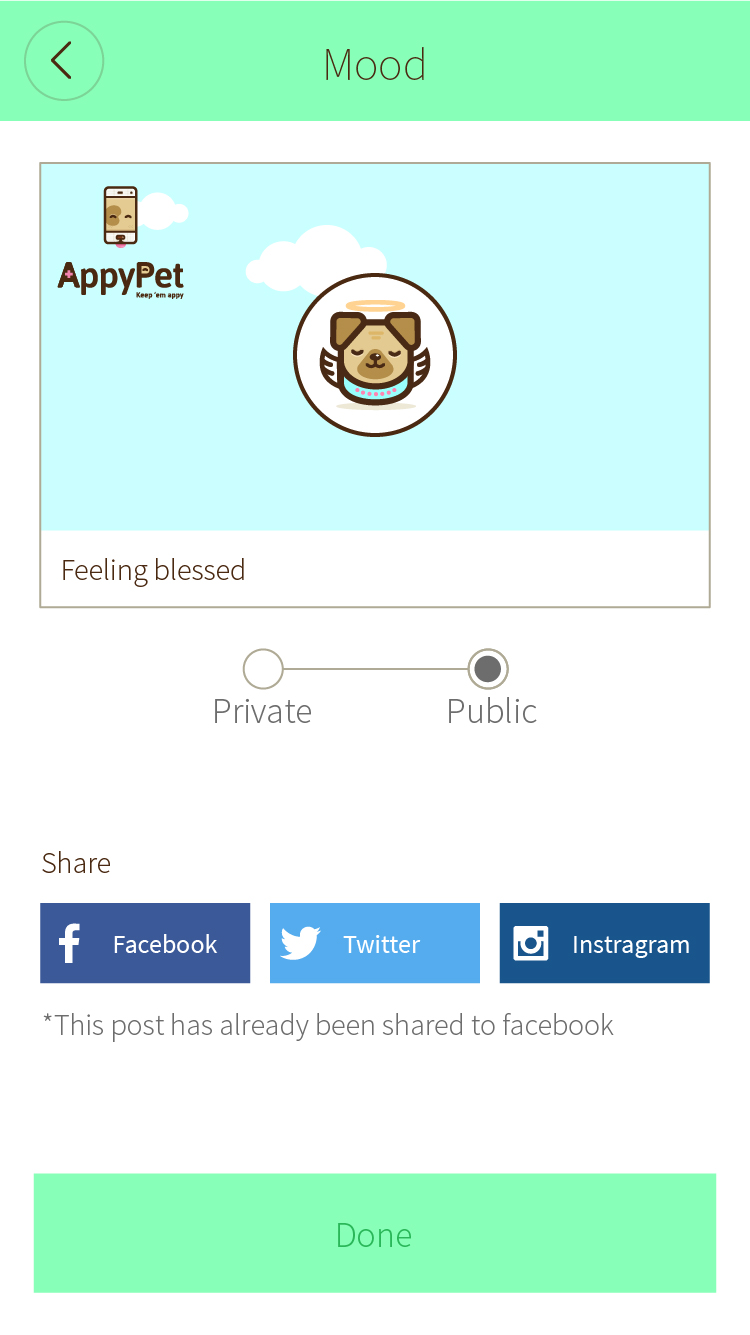 Mood
AppyPet
Keep 'em appy
Feeling blessed
Private Public
Share
Facebook Twitter Instragram
*This post has already been shared to facebook
Done